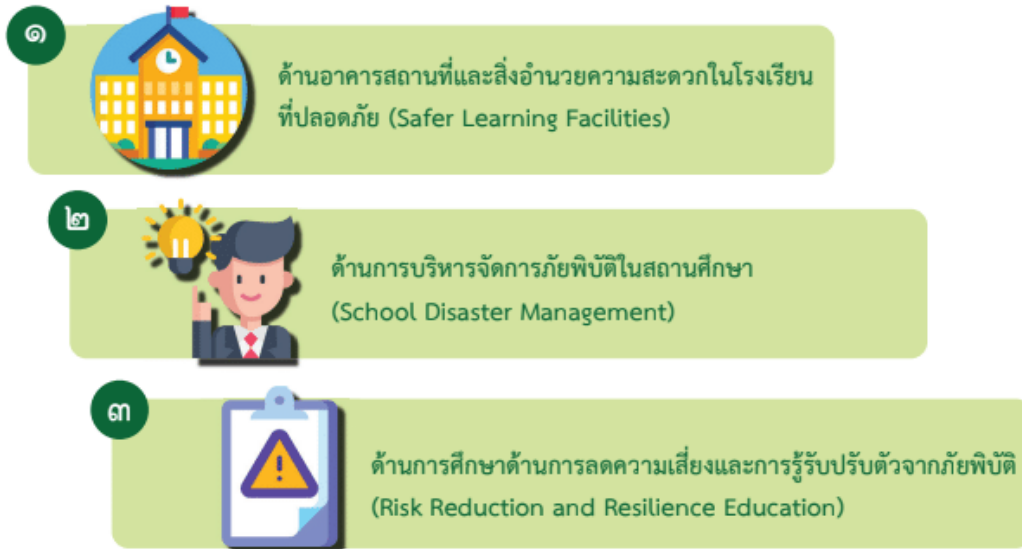 ๑
ด้านอาคารสถานที่และสิ่งอำนวยความสะดวกในโรงเรียน
ที่ปลอดภัย (Safer Learning Facilities)
๒
ด้านการบริหารจัดการภัยพิบัติในสถานศึกษา
(School Disaster Management)
๓
ด้านการศึกษาด้านการลดความเสี่ยงและการรู้รับปรับตัวจากภัยพิบัติ
(Risk Reduction and Resilience Education)